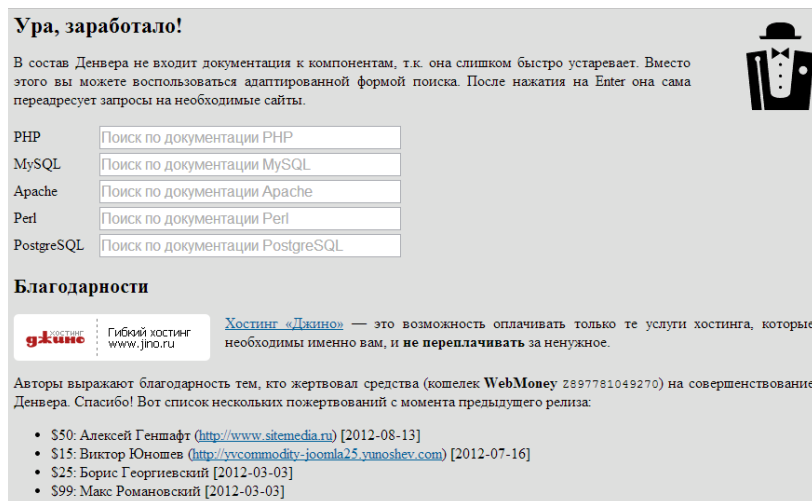 Ура, заработало!
В состав Денвера не входит документация к компонентам, т.к. она слишком быстро устаревает. Вместо
этого вы можете воспользоваться адаптированной формой поиска. После нажатия на Enter она сама
переадресует запросы на необходимые сайты.
PHP Поиск по документации PHP
MySQL Поиск по документации MySQL
Apache Поиск по документации Apache
Perl Поиск по документации Perl
PostgreSQL Поиск по документации PostgreSQL
Благодарности
хостинг
джино
Гибкий хостинг
www.jino.ru
Хостинг «Джино» — это возможность оплачивать только те услуги хостинга, которые
необходимы именно вам, и не переплачивать за ненужное.
Авторы выражают благодарность тем, кто жертвовал средства (кошелек WebMoney Z897781049270) на совершенствование
Денвера. Спасибо! Вот список нескольких пожертвований с момента предыдущего релиза:
• $50: Алексей Геншафт (http://www.sitemedia.ru) [2012-08-13]
• $15: Виктор Юношев (http://vvcommodity-joomla25.yunoshev.com) [2012-07-16]
• $25: Борис Георгиевский [2012-03-03]
• $99: Макс Романовский [2012-03-03]